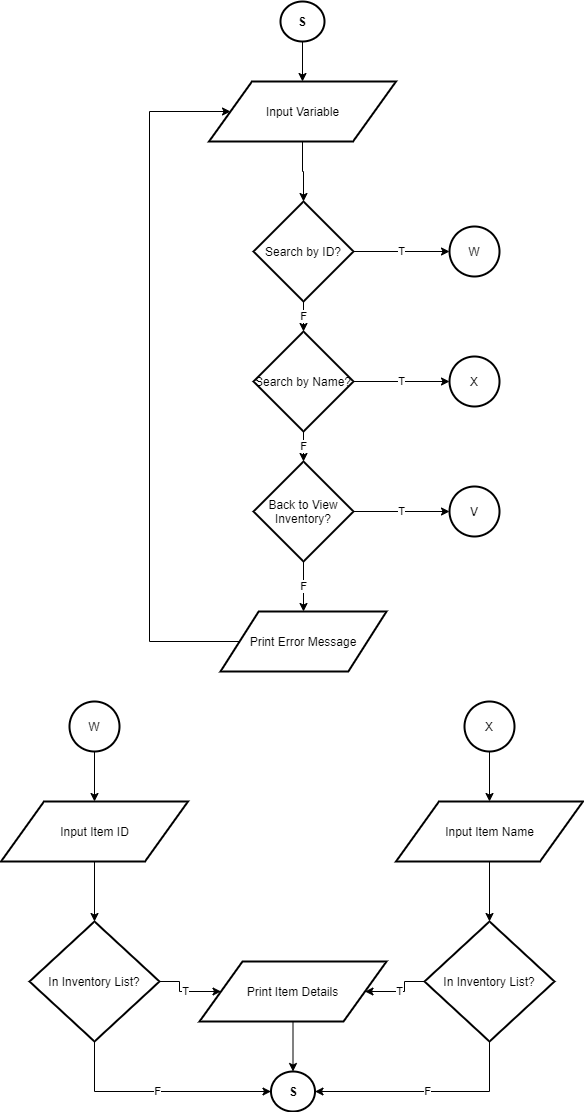 S
Input Variable
Search by ID?
T
W
F
Search by Name?
T
X
F
Back to View
Inventory?
T
V
F
Print Error Message
W
X
Input Item ID
Input Item Name
In Inventory List?
T
Print Item Details
T
In Inventory List?
F
S
F